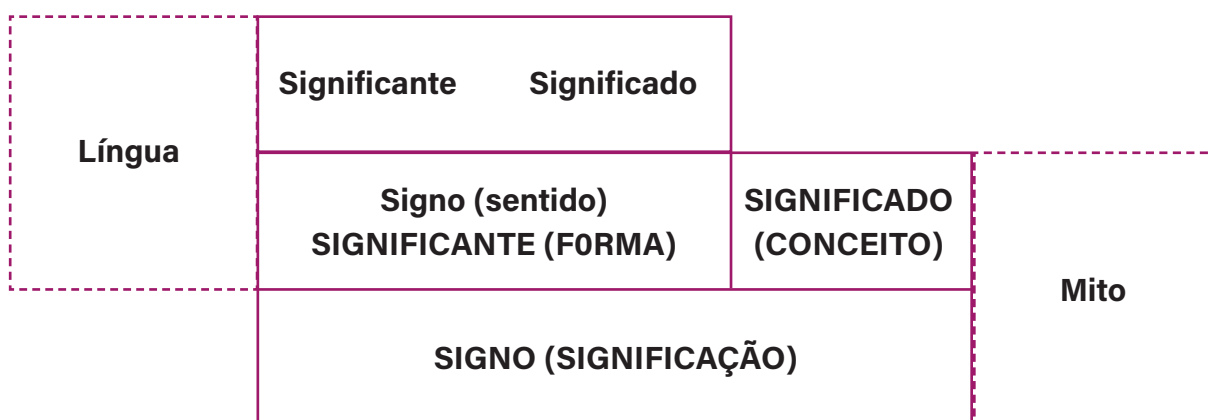 Significante Significado
Língua
Signo (sentido) SIGNIFICADO
SIGNIFICANTE (F0RMA) (CONCEITO)
Mito
SIGNO (SIGNIFICAÇÃO)